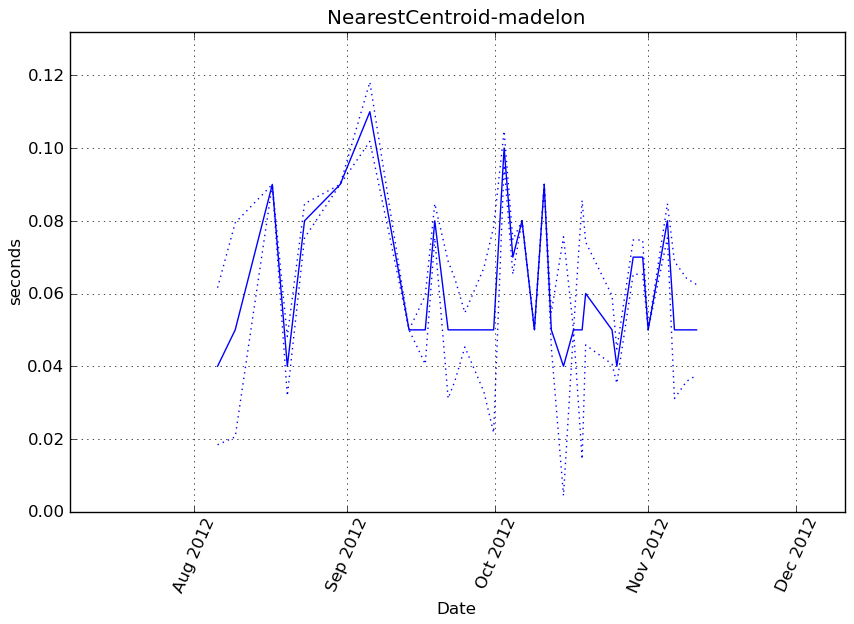 NearestCentroid-madelon
0.12
0.10
0.08
0.06
0.04
0.02
0.00
seconds
Aug 2012
Sep 2012
Oct 2012
Nov 2012
Dec 2012
Date